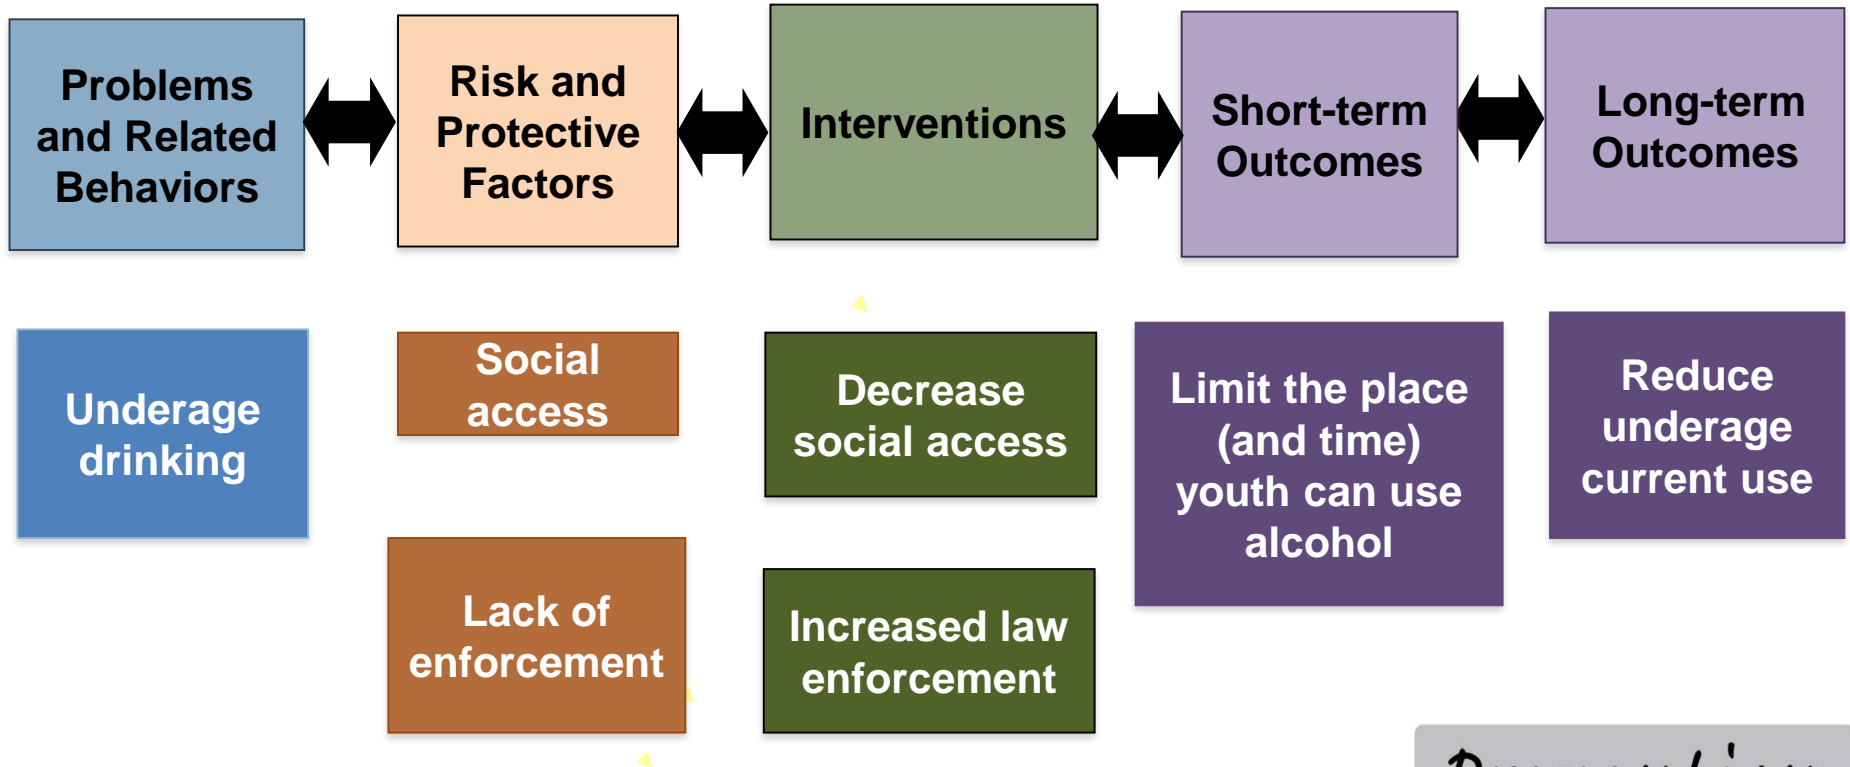 Problems
and Related
Behaviors
Risk and
Protective
Factors
Interventions
Short-term
Outcomes
Long-term
Outcomes
Underage
drinking
Social
access
Lack of
enforcement
Decrease
social access
Increased law
enforcement
Limit the place
(and time)
youth can use
alcohol
Reduce
underage
current use